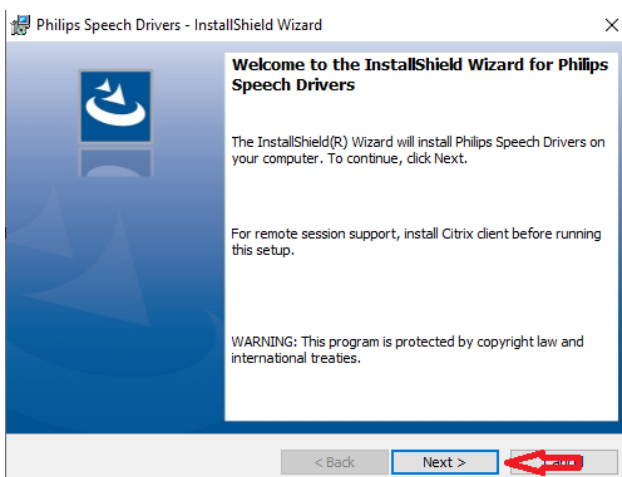 Philips Speech Drivers - InstallShield Wizard
Welcome to the InstallShield Wizard for Philips
Speech Drivers
The InstallShield(R) Wizard will install Philips Speech Drivers on
your computer. To continue, click Next.
For remote session support, install Citrix client before running
this setup.
WARNING: This program is protected by copyright law and
international treaties.
< Back Next > Cancel